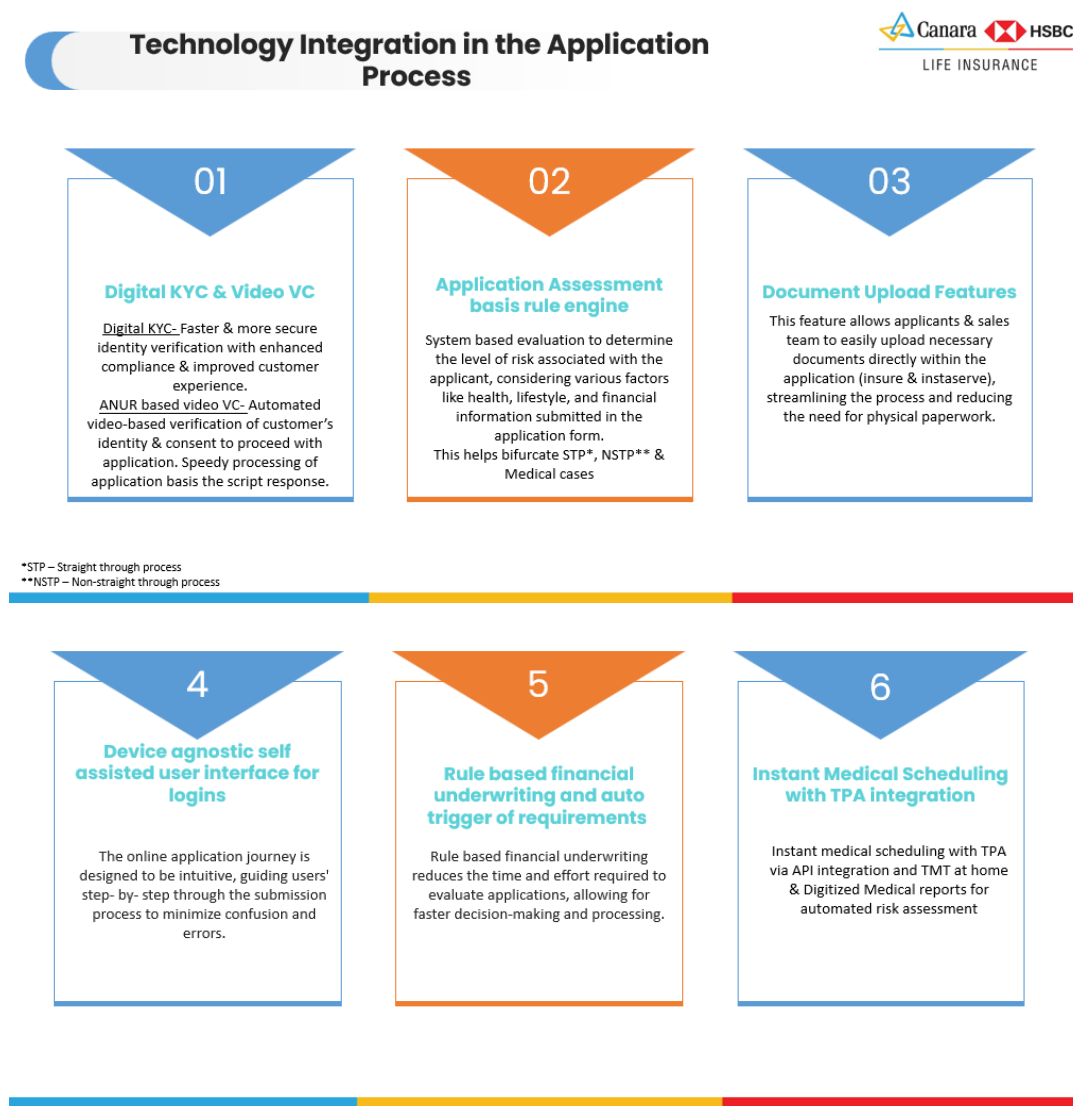 Technology Integration in the Application
Process
Canara HSBC
LIFE INSURANCE
01
Digital KYC & Video VC
Digital KYC- Faster & more secure
identity verification with enhanced
compliance & improved customer
experience.
ANUR based video VC- Automated
video-based verification of customer's
identity & consent to proceed with
application. Speedy processing of
application basis the script response.
02
Application Assessment
basis rule engine
System based evaluation to determine
the level of risk associated with the
applicant, considering various factors
like health, lifestyle, and financial
information submitted in the
application form.
This helps bifurcate STP*, NSTP** &
Medical cases
03
Document Upload Features
This feature allows applicants & sales
team to easily upload necessary
documents directly within the
application (insure & instaserve),
streamlining the process and reducing
the need for physical paperwork.
*STP – Straight through process
**NSTP – Non-straight through process
4
Device agnostic self
assisted user interface for
logins
The online application journey is
designed to be intuitive, guiding users'
step- by- step through the submission
process to minimize confusion and
errors.
5
Rule based financial
underwriting and auto
trigger of requirements
Rule based financial underwriting
reduces the time and effort required to
evaluate applications, allowing for
faster decision-making and processing.
6
Instant Medical Scheduling
with TPA integration
Instant medical scheduling with TPA
via API integration and TMT at home
& Digitized Medical reports for
automated risk assessment